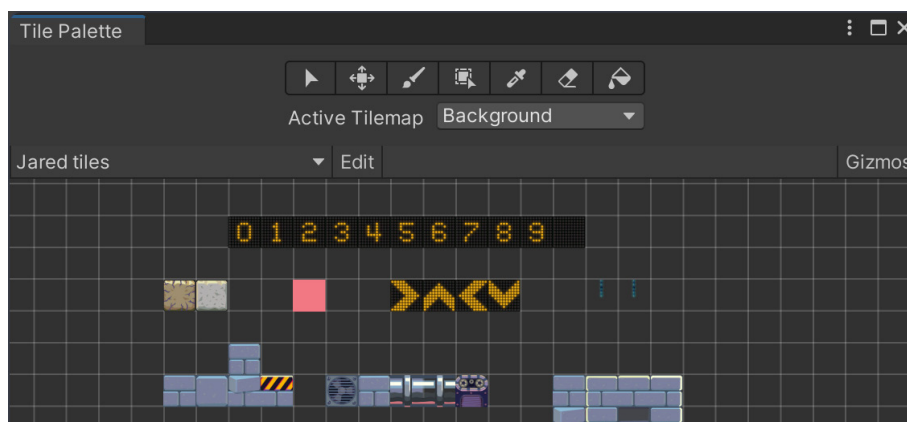 Tile Palette
Active Tilemap Background
Jared tiles Edit Gizmos
0 1 2 3 4 5 6 7 8 9